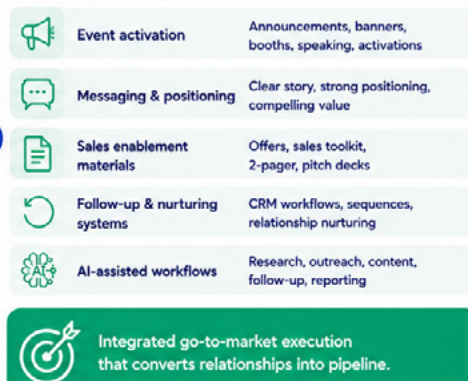 Event activation
Announcements, banners,
booths, speaking, activations
Messaging & positioning
Clear story, strong positioning,
compelling value
Sales enablement
materials
Offers, sales toolkit,
2-pager, pitch decks
Follow-up & nurturing
systems
CRM workflows, sequences,
relationship nurturing
AI
AI-assisted workflows
Research, outreach, content,
follow-up, reporting
Integrated go-to-market execution
that converts relationships into pipeline.